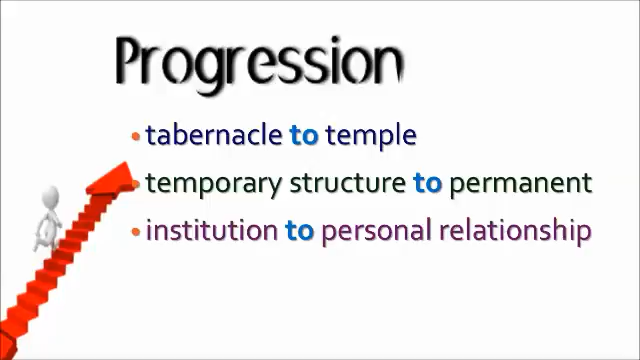 Progression
• tabernacle to temple
• temporary structure to permanent
• institution to personal relationship